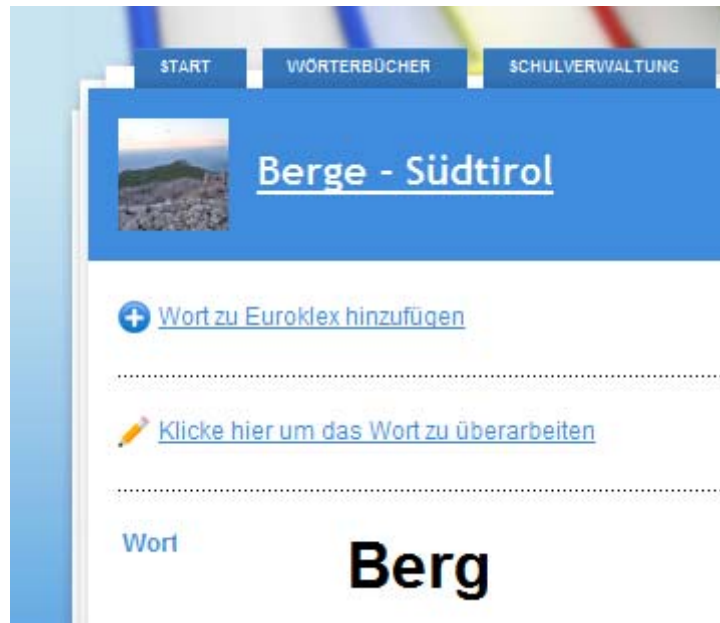 START WÖRTERBÜCHER SCHULVERWALTUNG
Berge - Südtirol
Wort zu Euroklex hinzufügen
Klicke hier um das Wort zu überarbeiten
Wort Berg